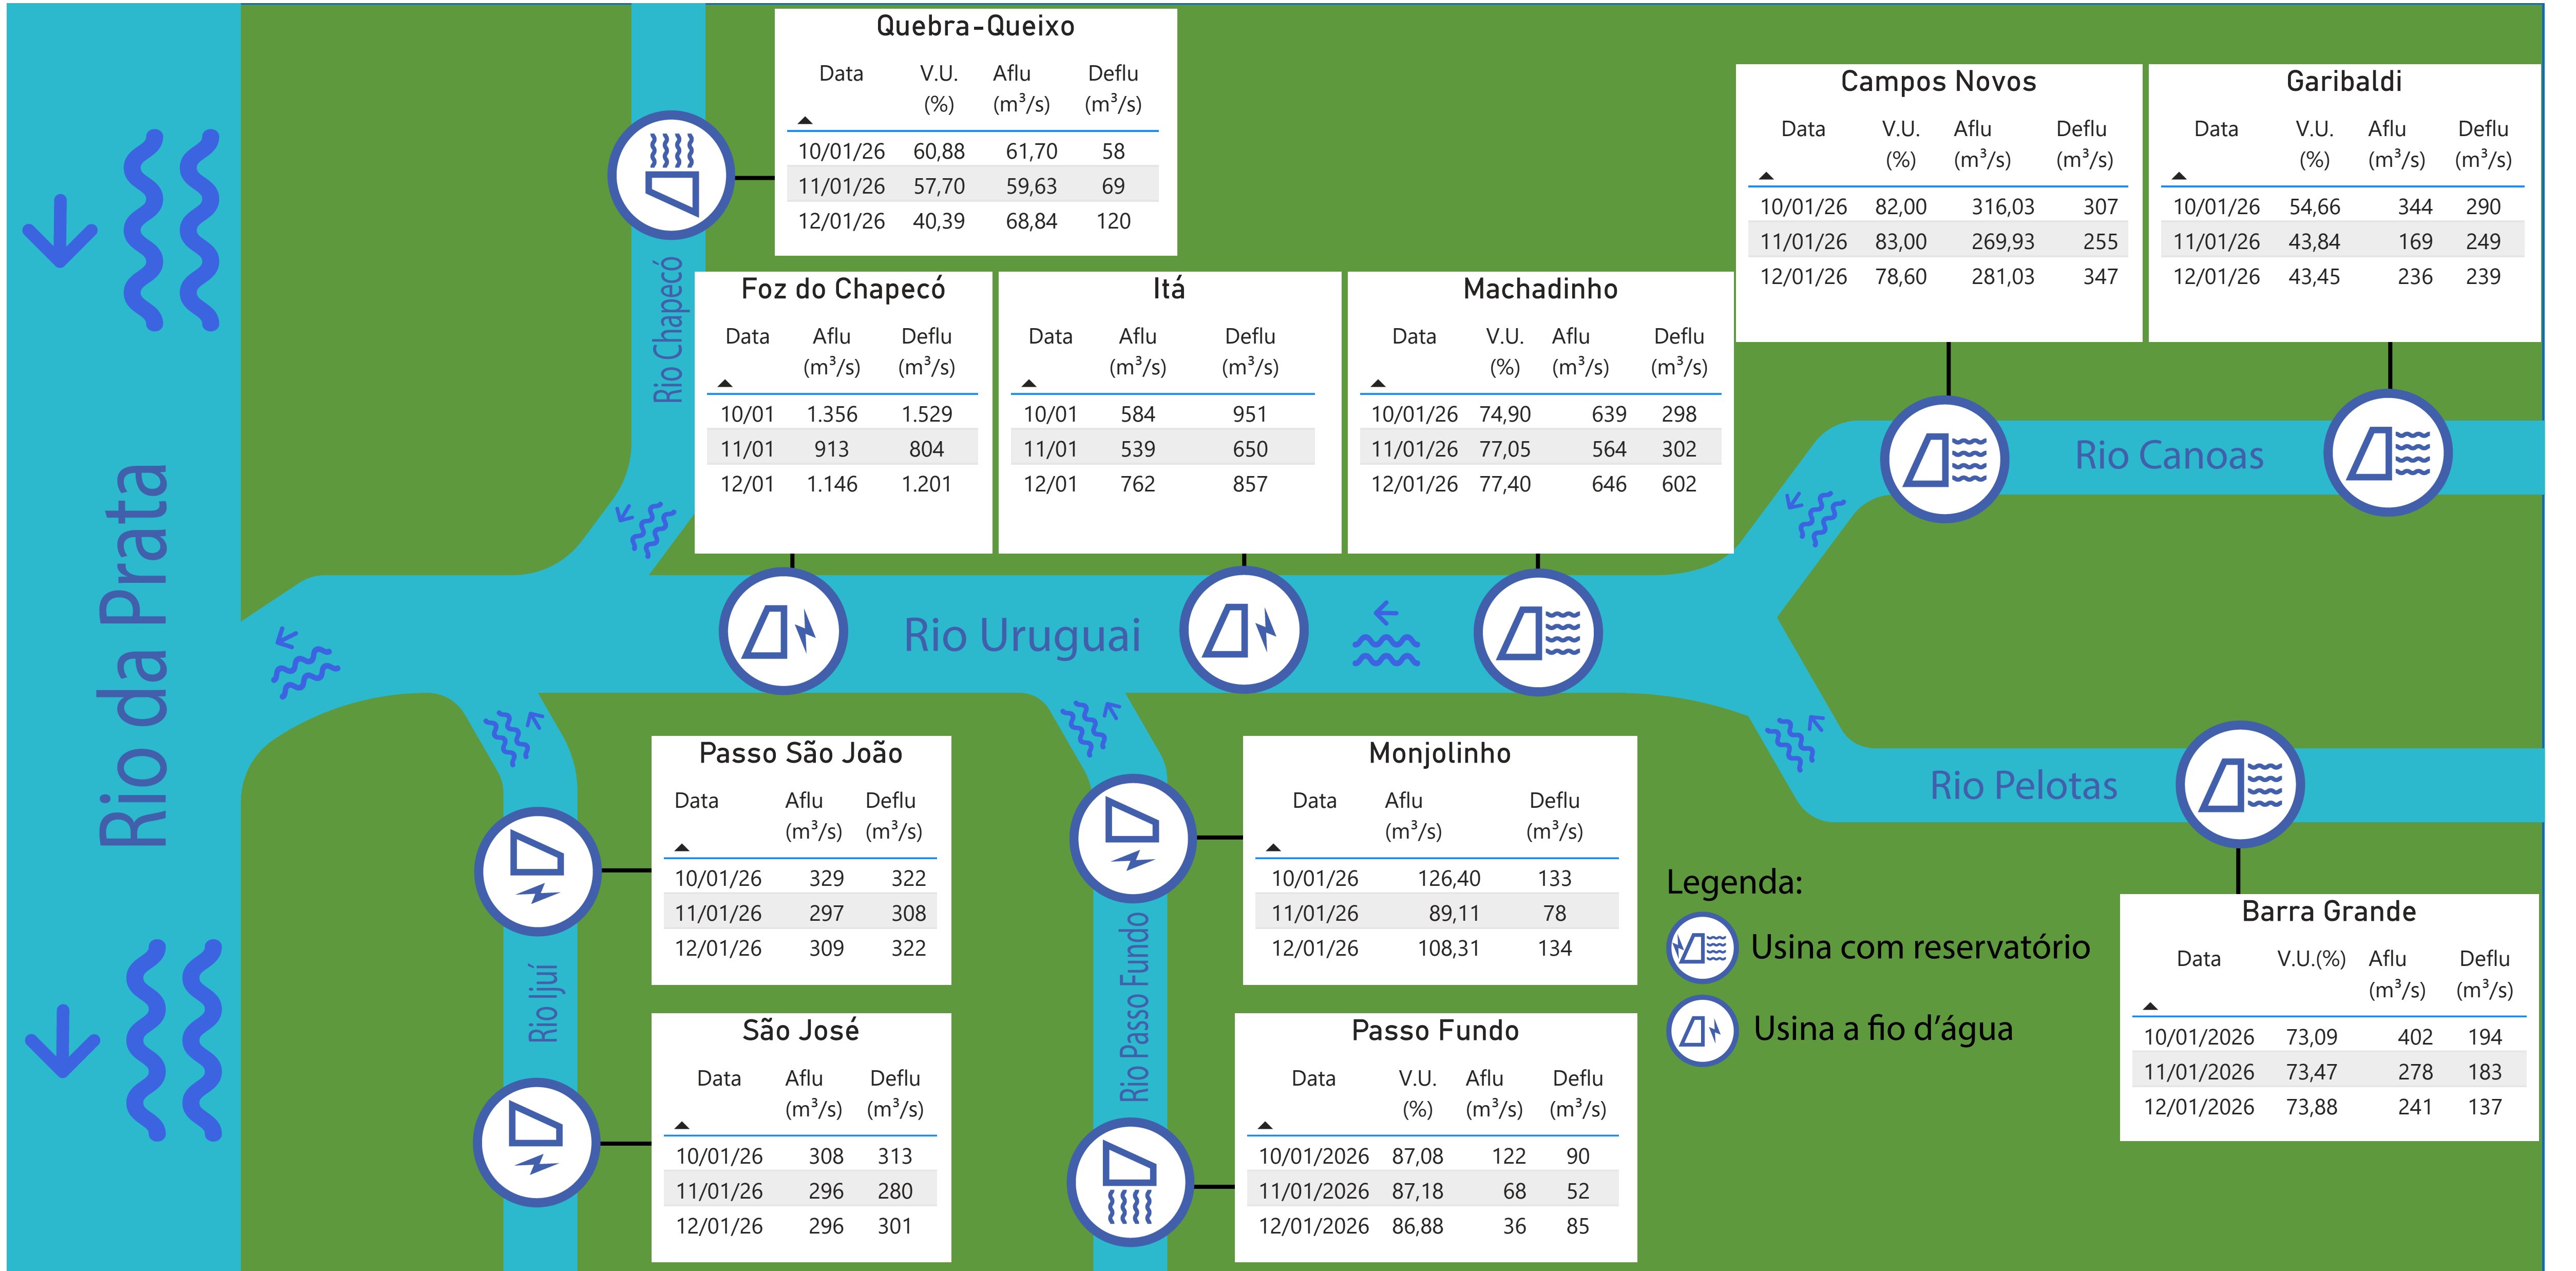 Quebra-Queixo
Data V.U. (%) Aflu (m³/s) Deflu (m³/s)
10/01/26 60,88 61,70 58
11/01/26 57,70 59,63 69
12/01/26 40,39 68,84 120
Campos Novos
Data V.U. (%) Aflu (m³/s) Deflu (m³/s)
10/01/26 82,00 316,03 307
11/01/26 83,00 269,93 255
12/01/26 78,60 281,03 347
Garibaldi
Data V.U. (%) Aflu (m³/s) Deflu (m³/s)
10/01/26 54,66 344 290
11/01/26 43,84 169 249
12/01/26 43,45 236 239
Rio Chapecó
Foz do Chapecó
Data Aflu (m³/s) Deflu (m³/s)
10/01 1.356 1.529
11/01 913 804
12/01 1.146 1.201
Itá
Data Aflu (m³/s) Deflu (m³/s)
10/01 584 951
11/01 539 650
12/01 762 857
Machadinho
Data V.U. (%) Aflu (m³/s) Deflu (m³/s)
10/01/26 74,90 639 298
11/01/26 77,05 564 302
12/01/26 77,40 646 602
Rio Canoas
Rio da Prata
Rio Uruguai
Rio Pelotas
Passo São João
Data Aflu (m³/s) Deflu (m³/s)
10/01/26 329 322
11/01/26 297 308
12/01/26 309 322
Monjolinho
Data Aflu (m³/s) Deflu (m³/s)
10/01/26 126,40 133
11/01/26 89,11 78
12/01/26 108,31 134
Legenda:
Usina com reservatório
Usina a fio d'água
Barra Grande
Data V.U.(%) Aflu (m³/s) Deflu (m³/s)
10/01/2026 73,09 402 194
11/01/2026 73,47 278 183
12/01/2026 73,88 241 137
Rio Ijuí
Rio Passo Fundo
São José
Data Aflu (m³/s) Deflu (m³/s)
10/01/26 308 313
11/01/26 296 280
12/01/26 296 301
Passo Fundo
Data V.U. (%) Aflu (m³/s) Deflu (m³/s)
10/01/2026 87,08 122 90
11/01/2026 87,18 68 52
12/01/2026 86,88 36 85